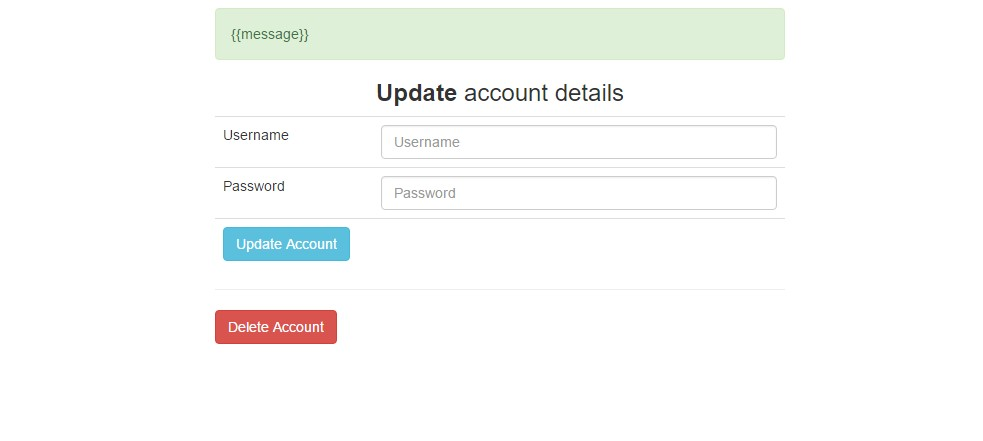 {{message}}
Update account details
Username
Username
Password
Password
Update Account
Delete Account